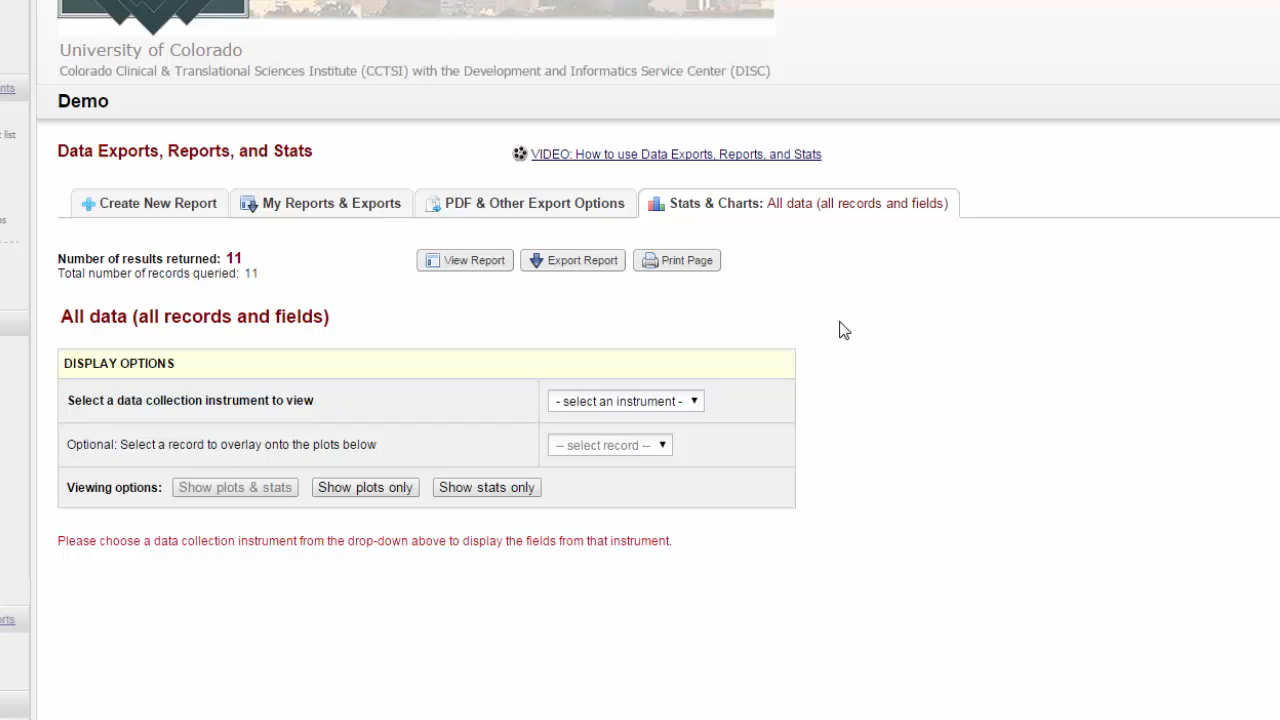 University of Colorado
Colorado Clinical & Translational Sciences Institute (CCTSI) with the Development and Informatics Service Center (DISC)
nts
Demo
list
Data Exports, Reports, and Stats
VIDEO: How to use Data Exports, Reports, and Stats
Create New Report
My Reports & Exports
PDF & Other Export Options
Stats & Charts: All data (all records and fields)
s
Number of results returned: 11
Total number of records queried: 11
View Report
Export Report
Print Page
All data (all records and fields)
DISPLAY OPTIONS
Select a data collection instrument to view
- select an instrument -
Optional: Select a record to overlay onto the plots below
-- select record --
Viewing options:
Show plots & stats
Show plots only
Show stats only
Please choose a data collection instrument from the drop-down above to display the fields from that instrument.
orts